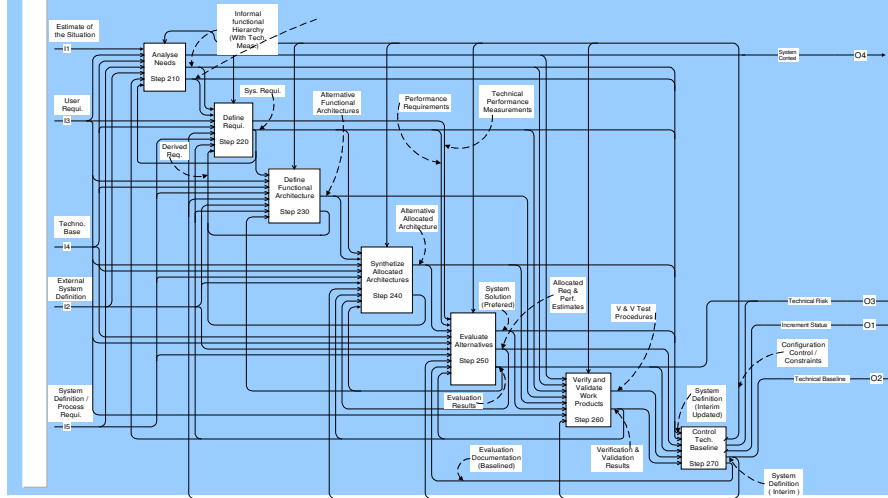 Estimate of
the Situation
I1
Informal
functional
Hierarchy
(With Tech.
Meas.)
Analyse
Needs
Step 210
System
Context
O4
User
Requi.
I3
Sys. Requi.
Define
Requi.
Step 220
Derived
Req.
Alternative
Functional
Architectures
Performance
Requirements
Technical
Performance
Measurements
Define
Functional
Architecture
Step 230
Techno.
Base
I4
Alternative
Allocated
Architecture
Synthetize
Allocated
Architectures
Step 240
External
System
Definition
I2
System
Solution
(Prefered)
Allocated
Req & Perf.
Estimates
V & V Test
Procedures
Technical Risk
O3
Increment Status
O1
Evaluate
Alternatives
Step 250
Configuration
Control /
Constraints
Technical Baseline
O2
System
Definition /
Process
Requi.
I5
Evaluation
Results
Verify and
Validate
Work
Products
Step 260
System
Definition
(Interim
Updated)
Control
Tech.
Baseline
Step 270
Evaluation
Documentation
(Baselined)
Verification &
Validation
Results
System
Definition
( Interim )